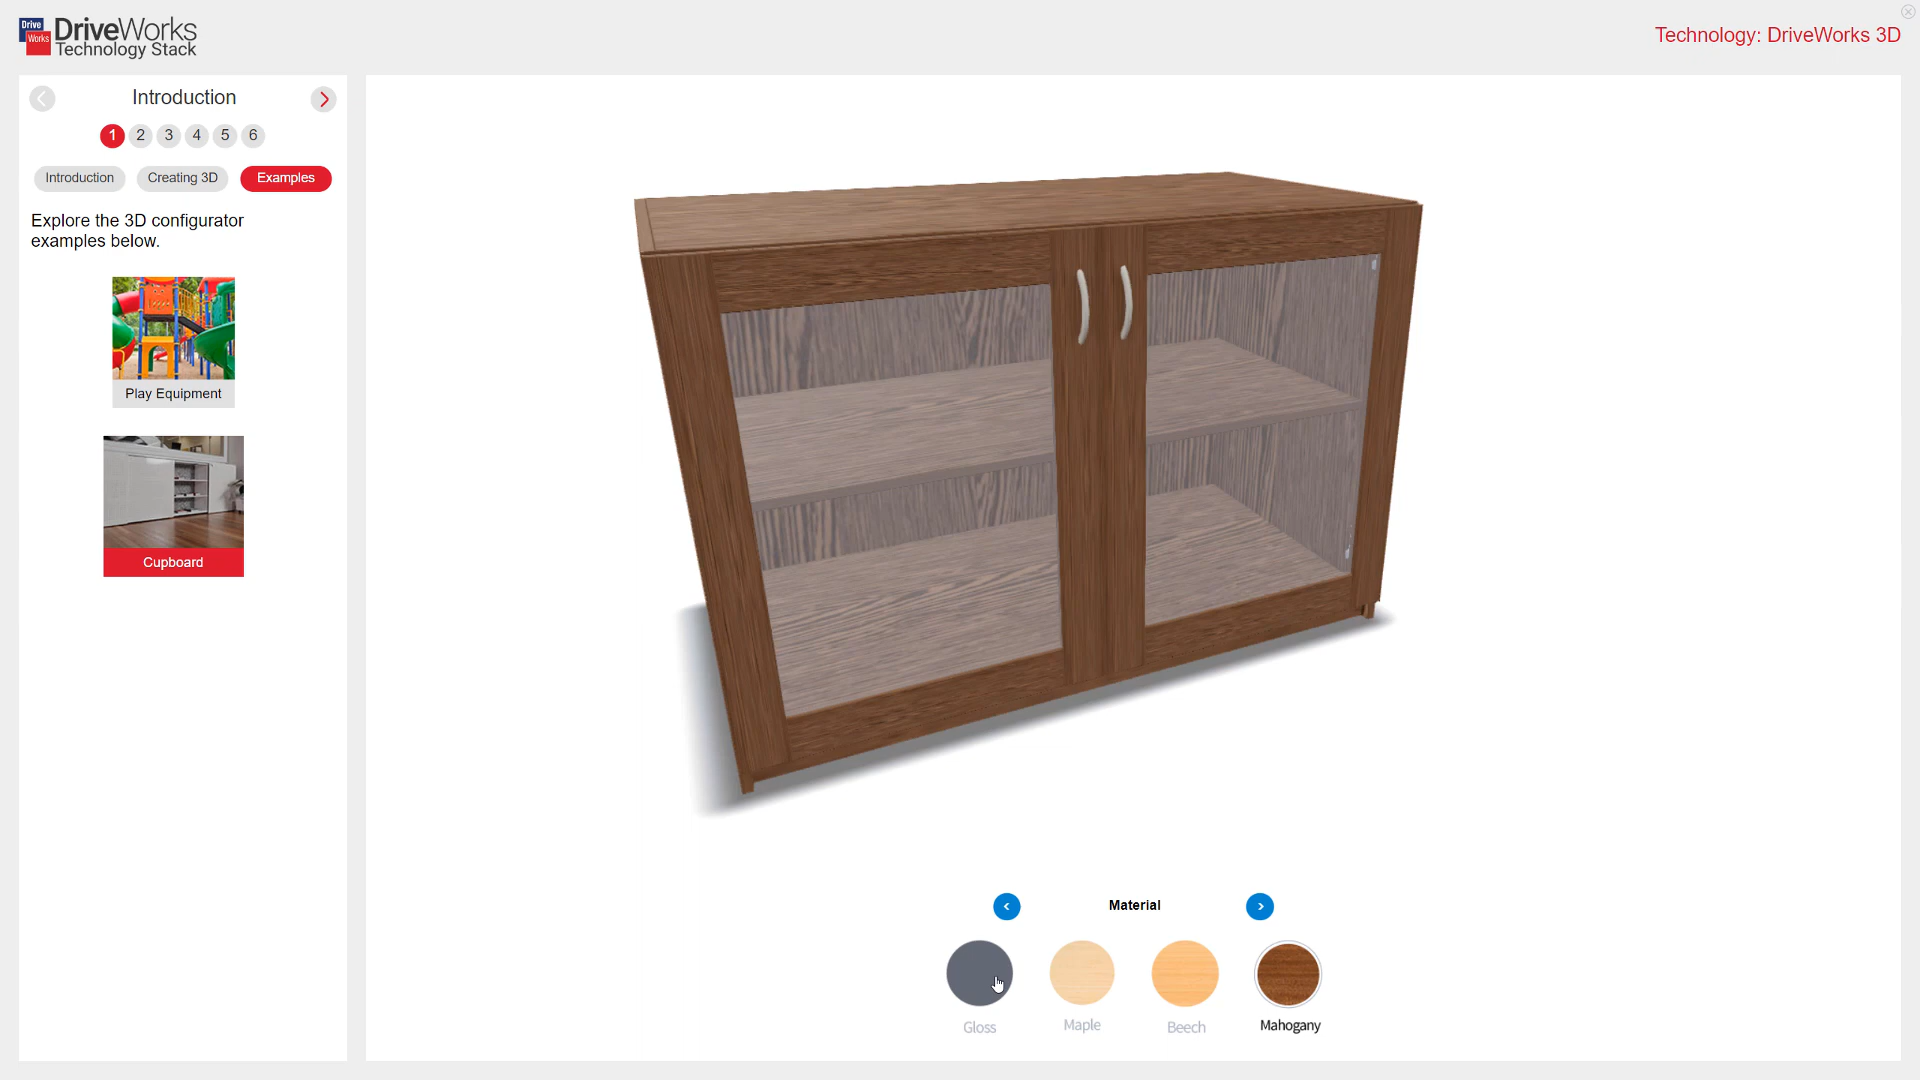 Drive
Works
DriveWorks
Technology Stack
Technology: DriveWorks 3D
Introduction
1 2 3 4 5 6
Introduction Creating 3D Examples
Explore the 3D configurator
examples below.
Play Equipment
Cupboard
Material
Gloss Maple Beech Mahogany